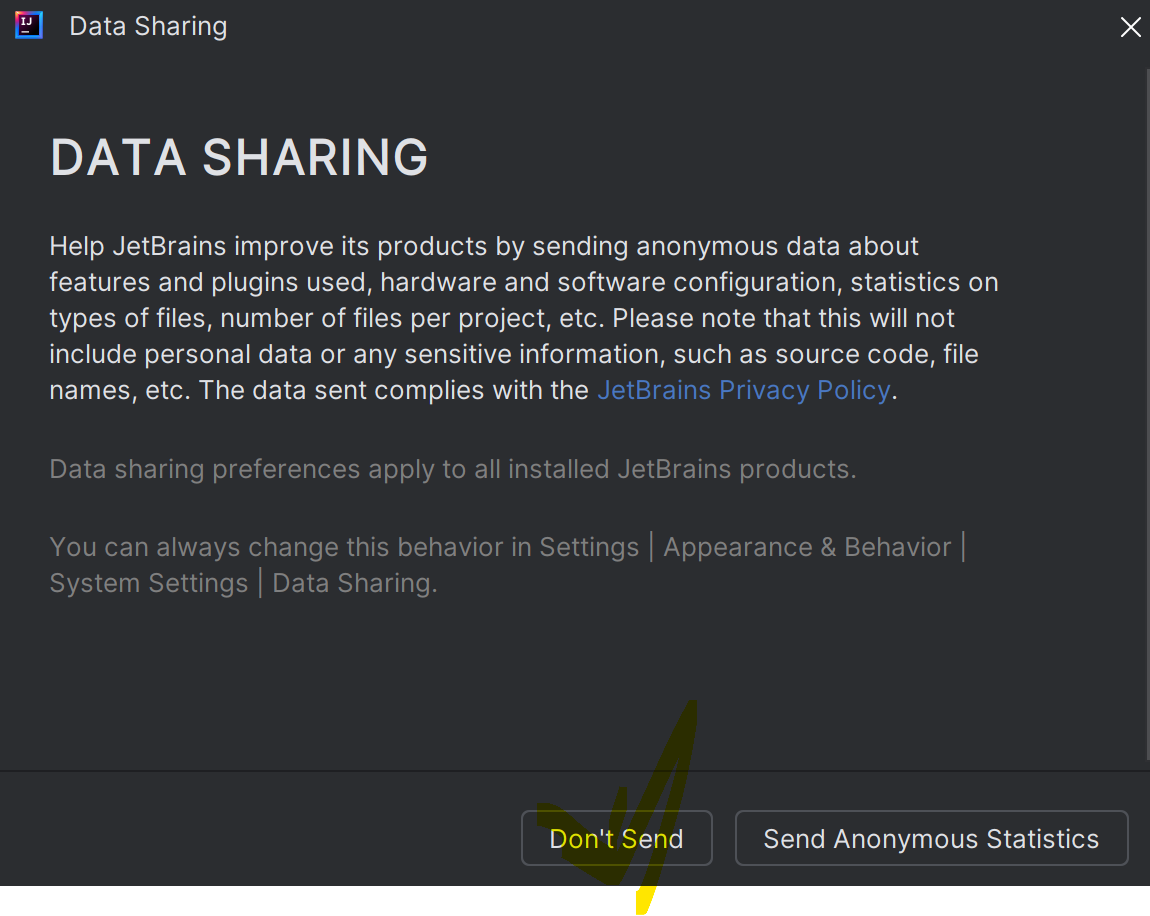 IJ
Data Sharing
DATA SHARING
Help JetBrains improve its products by sending anonymous data about
features and plugins used, hardware and software configuration, statistics on
types of files, number of files per project, etc. Please note that this will not
include personal data or any sensitive information, such as source code, file
names, etc. The data sent complies with the JetBrains Privacy Policy.
Data sharing preferences apply to all installed JetBrains products.
You can always change this behavior in Settings | Appearance & Behavior |
System Settings | Data Sharing.
Don't Send
Send Anonymous Statistics